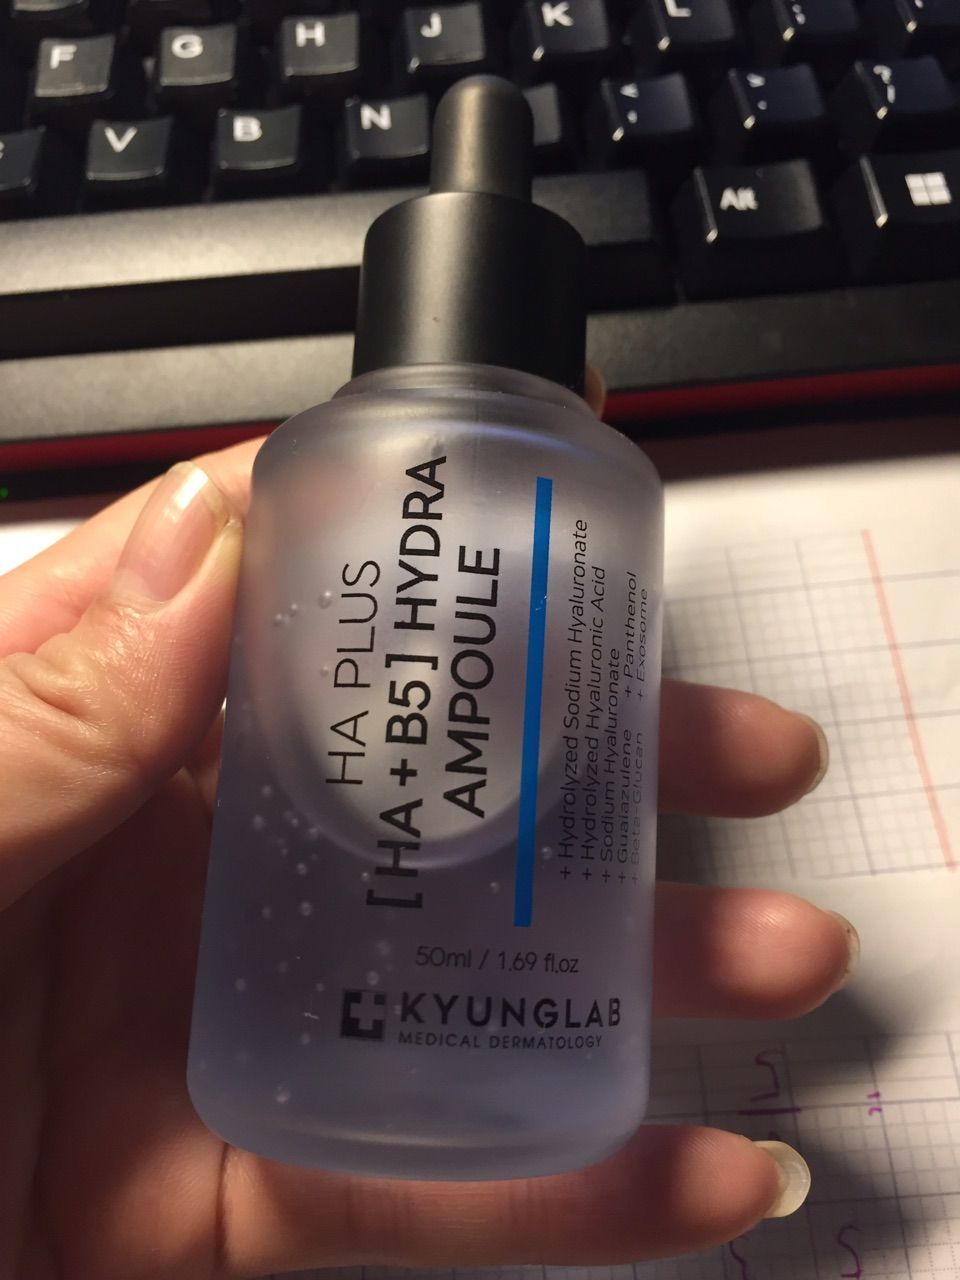 F G H J K L
V B N
Alt
HA PLUS
[HA+B5] HYDRA
AMPOULE
+ Hydrolyzed Sodium Hyaluronate
+ Hydrolyzed Hyaluronic Acid
+ Sodium Hyaluronate
+ Guaiazulene + Panthenol
+ Beta-Glucan + Exosome
50ml / 1.69 fl.oz
KYUNGLAB
MEDICAL DERMATOLOGY